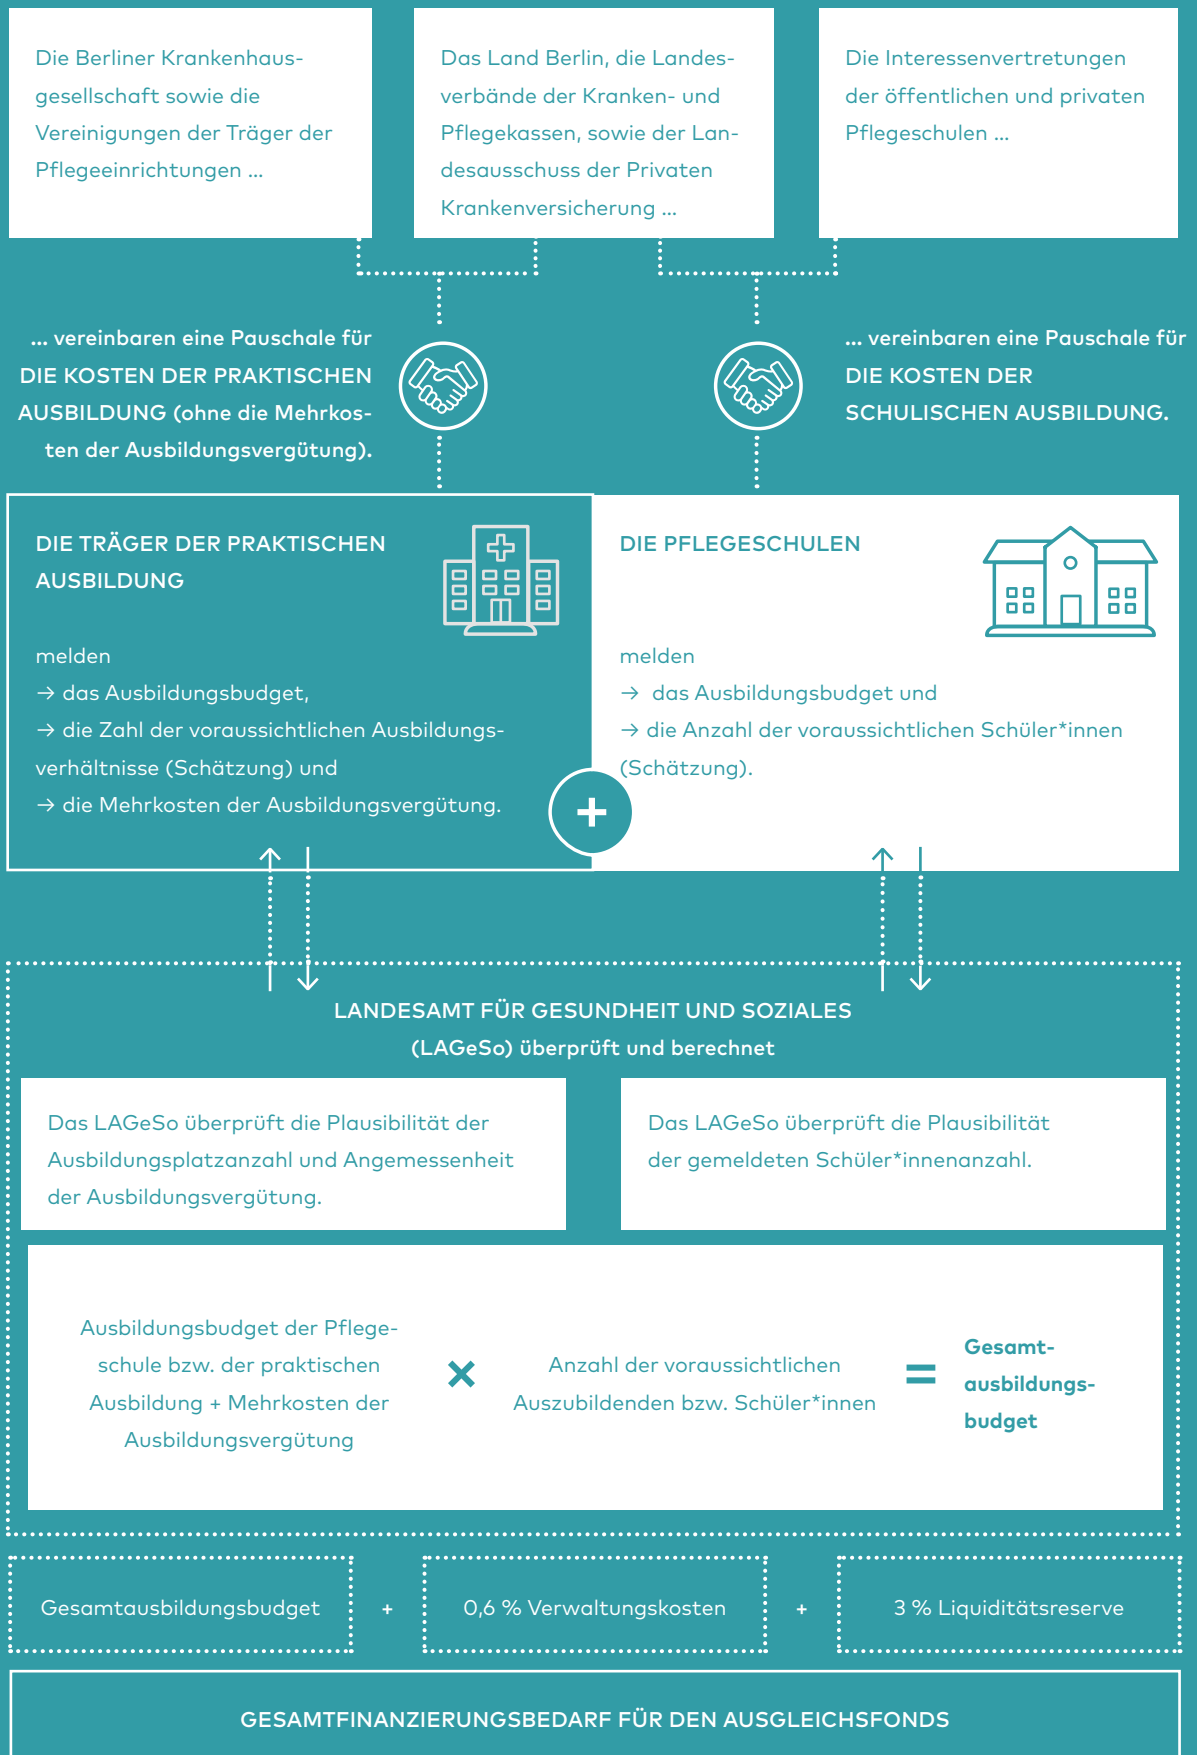 Die Berliner Krankenhaus-
gesellschaft sowie die
Vereinigungen der Träger der
Pflegeeinrichtungen ...
Das Land Berlin, die Landes-
verbände der Kranken- und
Pflegekassen, sowie der Lan-
desausschuss der Privaten
Krankenversicherung ...
Die Interessenvertretungen
der öffentlichen und privaten
Pflegeschulen ...
... vereinbaren eine Pauschale für
DIE KOSTEN DER PRAKTISCHEN
AUSBILDUNG (ohne die Mehrkos-
ten der Ausbildungsvergütung).
... vereinbaren eine Pauschale für
DIE KOSTEN DER
SCHULISCHEN AUSBILDUNG.
DIE TRÄGER DER PRAKTISCHEN
AUSBILDUNG
melden
→ das Ausbildungsbudget,
→ die Zahl der voraussichtlichen Ausbildungs-
verhältnisse (Schätzung) und
→ die Mehrkosten der Ausbildungsvergütung.
+
DIE PFLEGESCHULEN
melden
→ das Ausbildungsbudget und
→ die Anzahl der voraussichtlichen Schüler*innen
(Schätzung).
LANDESAMT FÜR GESUNDHEIT UND SOZIALES
(LAGeSo) überprüft und berechnet
Das LAGeSo überprüft die Plausibilität der
Ausbildungsplatzanzahl und Angemessenheit
der Ausbildungsvergütung.
Das LAGeSo überprüft die Plausibilität
der gemeldeten Schüler*innenanzahl.
Ausbildungsbudget der Pflege-
schule bzw. der praktischen
Ausbildung + Mehrkosten der
Ausbildungsvergütung
×
Anzahl der voraussichtlichen
Auszubildenden bzw. Schüler*innen
=
Gesamt-
ausbildungs-
budget
Gesamtausbildungsbudget + 0,6 % Verwaltungskosten + 3 % Liquiditätsreserve
GESAMTFINANZIERUNGSBEDARF FÜR DEN AUSGLEICHSFONDS